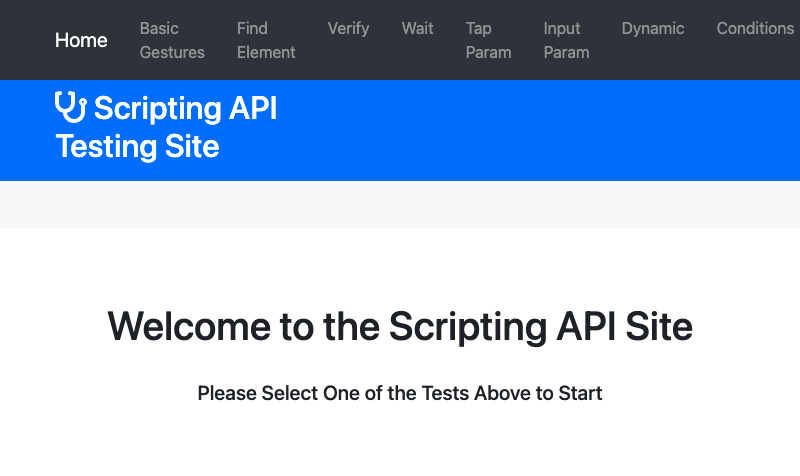 Home
Basic
Gestures
Find
Element
Verify
Wait
Tap
Param
Input
Param
Dynamic
Conditions
Scripting API
Testing Site
Welcome to the Scripting API Site
Please Select One of the Tests Above to Start